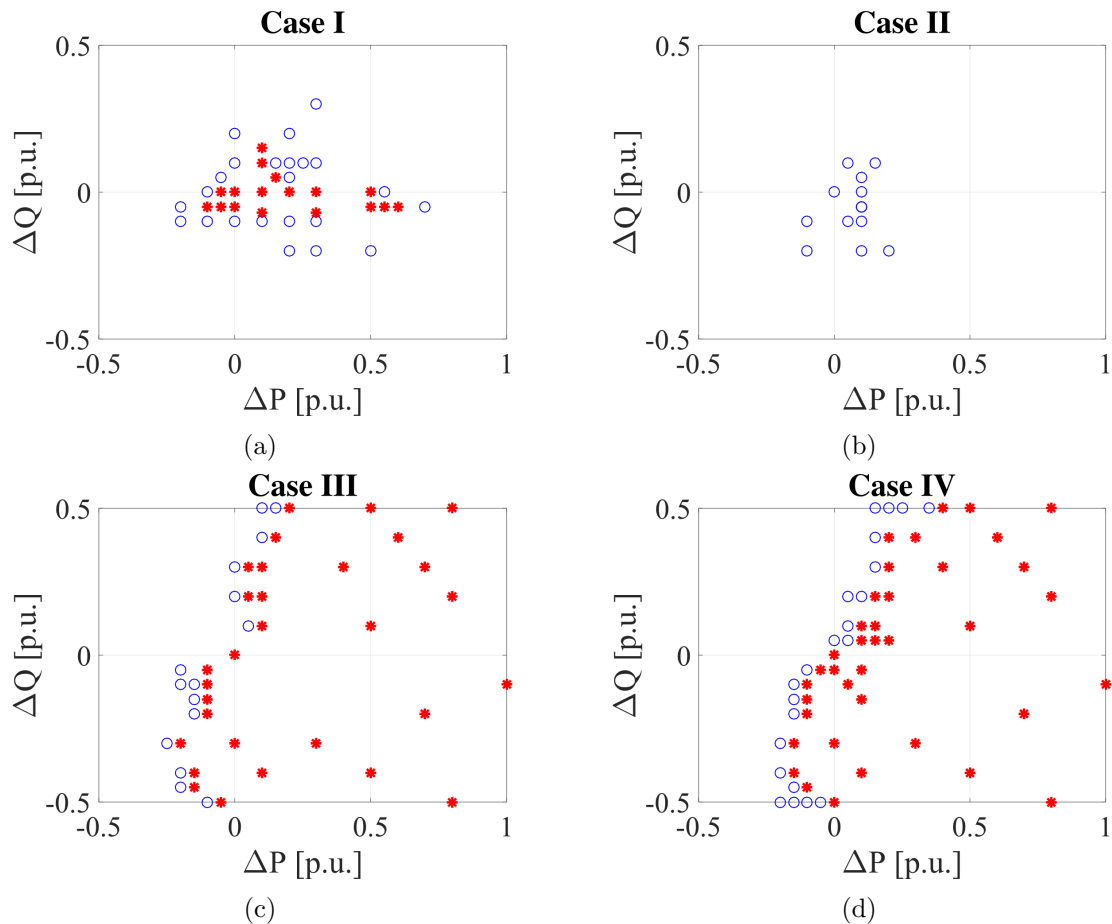 Case I
0.5
0
-0.5
ΔQ [p.u.]
-0.5 0 0.5 1
ΔP [p.u.]
(a)
Case II
0.5
0
-0.5
ΔQ [p.u.]
-0.5 0 0.5 1
ΔP [p.u.]
(b)
Case III
0.5
0
-0.5
ΔQ [p.u.]
-0.5 0 0.5 1
ΔP [p.u.]
(c)
Case IV
0.5
0
-0.5
ΔQ [p.u.]
-0.5 0 0.5 1
ΔP [p.u.]
(d)